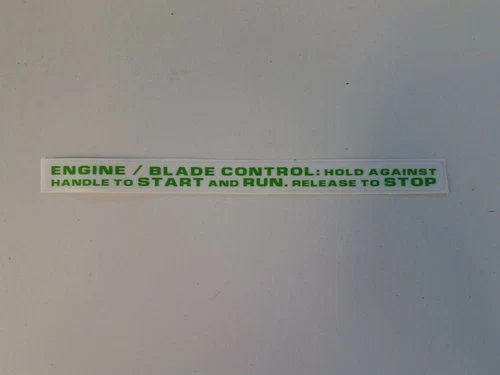 ENGINE / BLADE CONTROL: HOLD AGAINST
HANDLE TO START AND RUN. RELEASE TO STOP